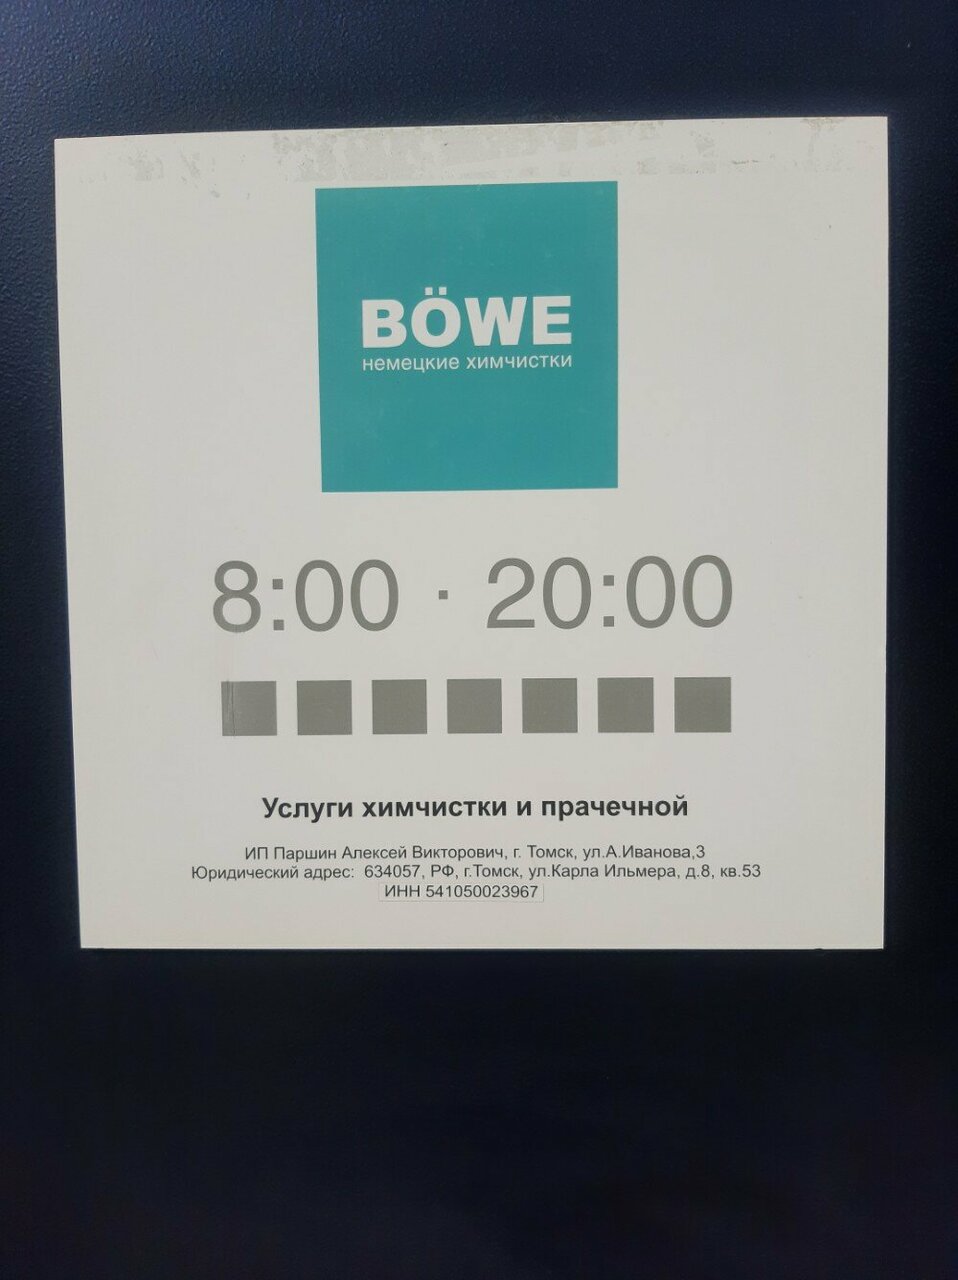 BÖWE
немецкие химчистки
8:00 · 20:00
Услуги химчистки и прачечной
ИП Паршин Алексей Викторович, г. Томск, ул.А.Иванова,3
Юридический адрес: 634057, РФ, г.Томск, ул.Карла Ильмера, д.8, кв.53
ИНН 541050023967